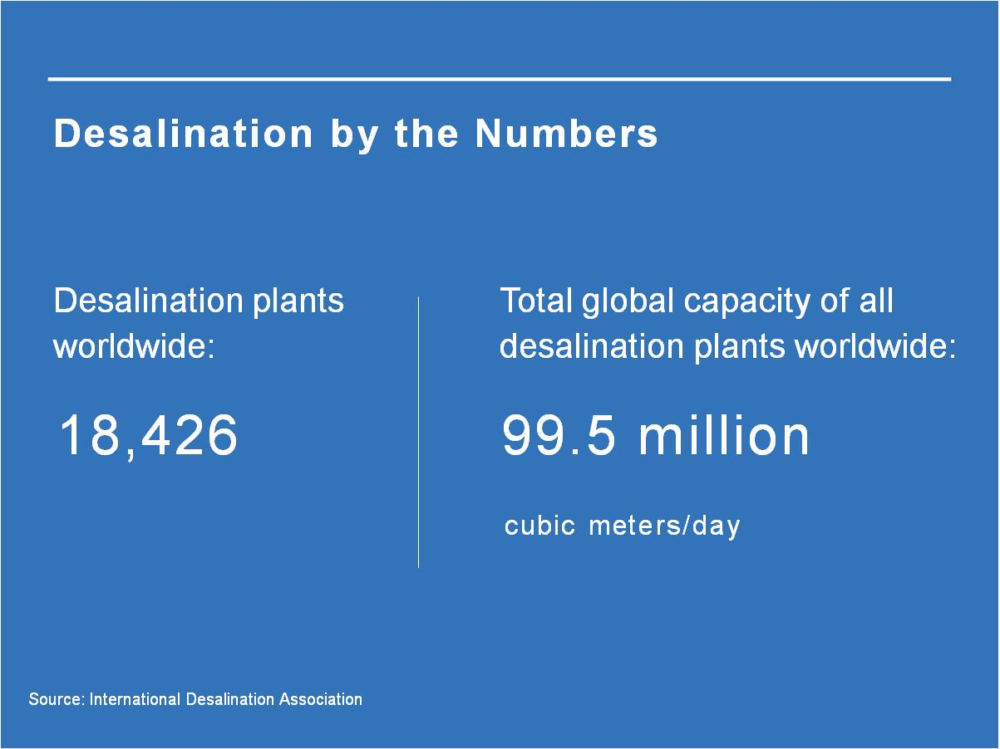 Desalination by the Numbers
Desalination plants
worldwide:
18,426
Total global capacity of all
desalination plants worldwide:
99.5 million
cubic meters/day
Source: International Desalination Association